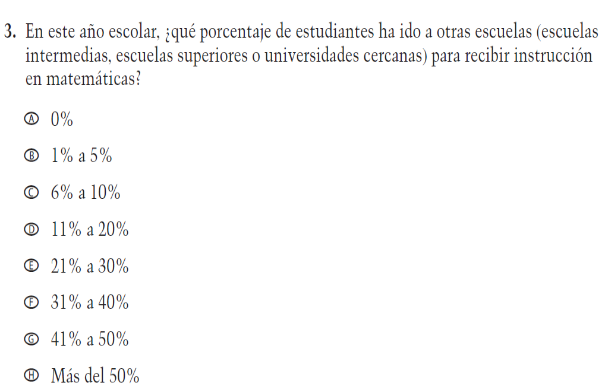 3. En este año escolar, ¿qué porcentaje de estudiantes ha ido a otras escuelas (escuelas
intermedias, escuelas superiores o universidades cercanas) para recibir instrucción
en matemáticas?
Ⓐ 0%
Ⓑ 1% a 5%
Ⓒ 6% a 10%
Ⓓ 11% a 20%
Ⓔ 21% a 30%
Ⓕ 31% a 40%
Ⓖ 41% a 50%
Ⓗ Más del 50%